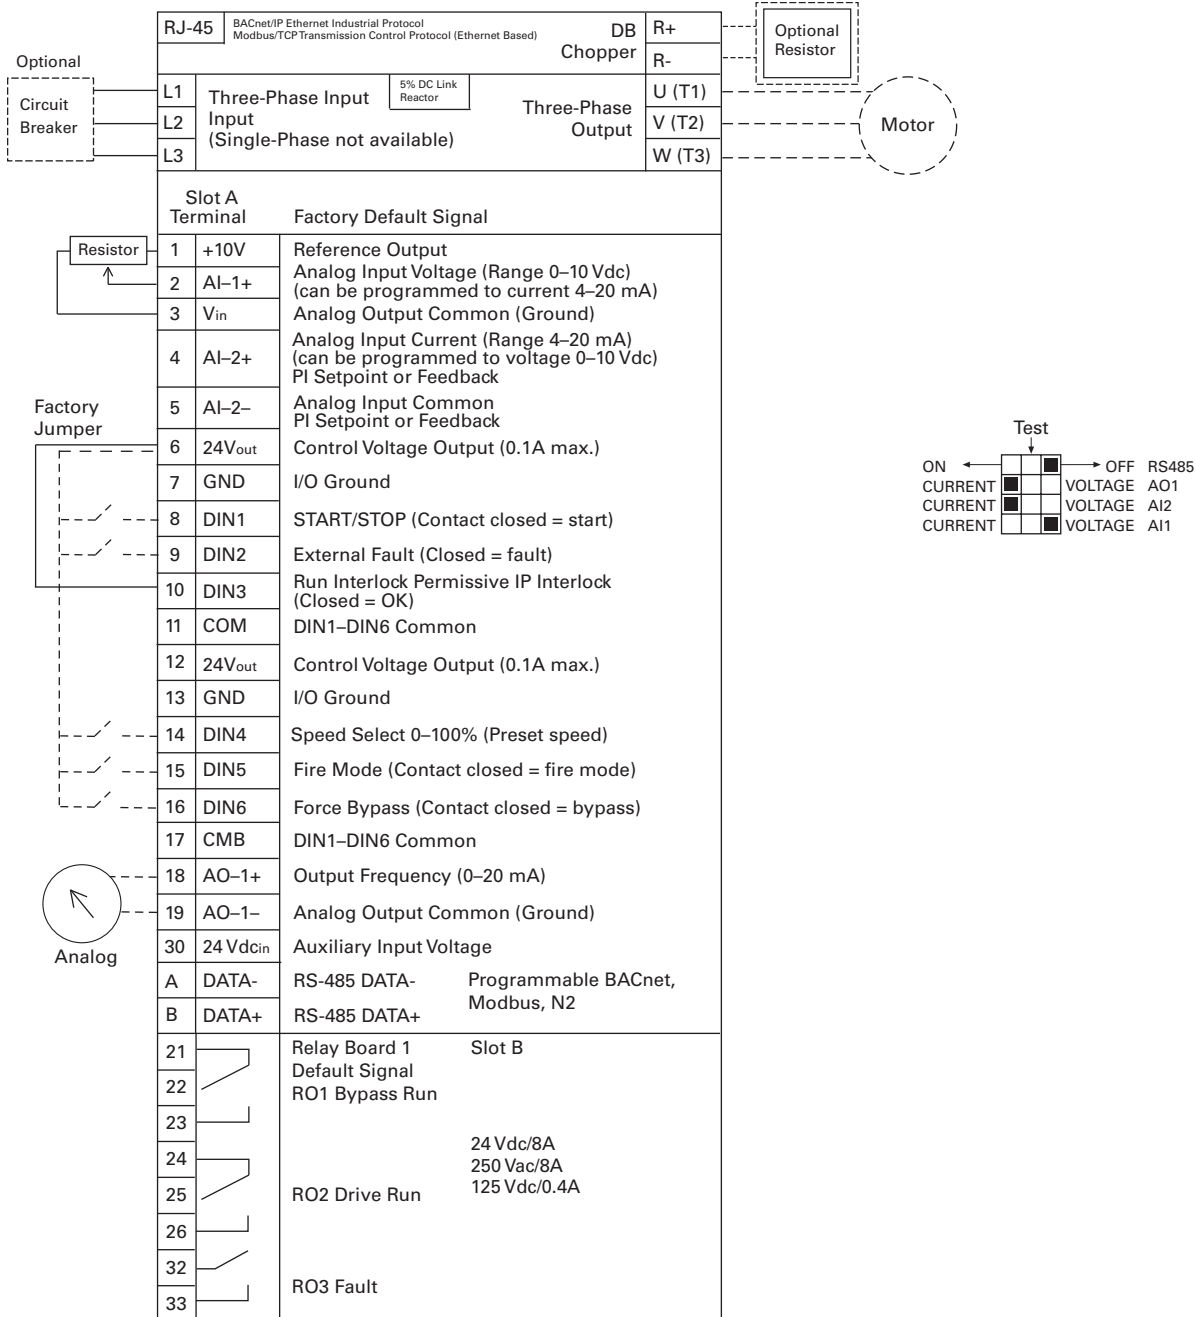 RJ-45 BACnet/IP Ethernet Industrial Protocol
Modbus/TCP Transmission Control Protocol (Ethernet Based)
DB
Chopper
R+
R-
Optional
Resistor
Optional
Circuit
Breaker
L1
L2
L3
Three-Phase Input
Input
(Single-Phase not available)
5% DC Link
Reactor
Three-Phase
Output
U (T1)
V (T2)
W (T3)
Motor
Slot A
Terminal Factory Default Signal
Resistor
1 +10V Reference Output
2 AI–1+ Analog Input Voltage (Range 0–10 Vdc)
(can be programmed to current 4–20 mA)
3 Vin Analog Output Common (Ground)
4 AI–2+ Analog Input Current (Range 4–20 mA)
(can be programmed to voltage 0–10 Vdc)
PI Setpoint or Feedback
5 AI–2– Analog Input Common
PI Setpoint or Feedback
Factory
Jumper
6 24Vout Control Voltage Output (0.1A max.)
7 GND I/O Ground
8 DIN1 START/STOP (Contact closed = start)
9 DIN2 External Fault (Closed = fault)
10 DIN3 Run Interlock Permissive IP Interlock
(Closed = OK)
11 COM DIN1–DIN6 Common
12 24Vout Control Voltage Output (0.1A max.)
13 GND I/O Ground
14 DIN4 Speed Select 0–100% (Preset speed)
15 DIN5 Fire Mode (Contact closed = fire mode)
16 DIN6 Force Bypass (Contact closed = bypass)
17 CMB DIN1–DIN6 Common
18 AO–1+ Output Frequency (0–20 mA)
19 AO–1– Analog Output Common (Ground)
Analog
30 24 Vdcin Auxiliary Input Voltage
A DATA- RS-485 DATA-
B DATA+ RS-485 DATA+
Programmable BACnet,
Modbus, N2
21
22
23
24
25
26
32
33
Relay Board 1 Slot B
Default Signal
RO1 Bypass Run
24 Vdc/8A
250 Vac/8A
125 Vdc/0.4A
RO2 Drive Run
RO3 Fault
Test
ON OFF RS485
CURRENT VOLTAGE AO1
CURRENT VOLTAGE AI2
CURRENT VOLTAGE AI1